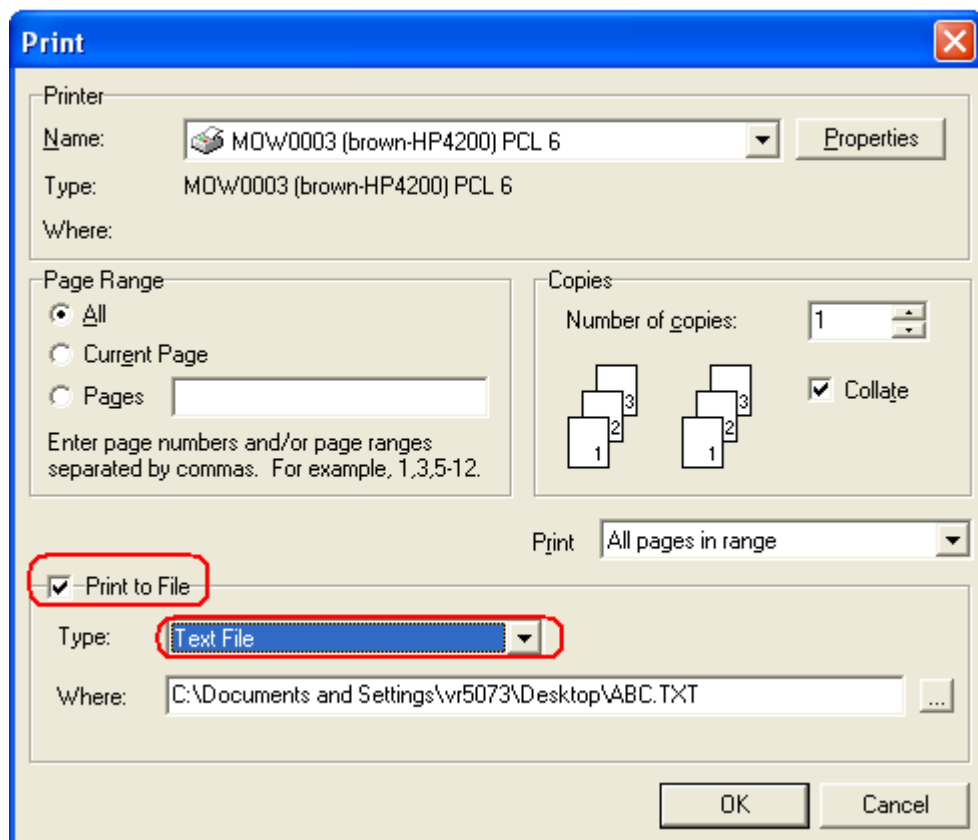 Print
Printer
Name: MOW0003 (brown-HP4200) PCL 6 Properties
Type: MOW0003 (brown-HP4200) PCL 6
Where:
Page Range
All
Current Page
Pages
Enter page numbers and/or page ranges
separated by commas. For example, 1,3,5-12.
Copies
Number of copies: 1
1 2 3 1 2 3
Collate
Print All pages in range
Print to File
Type: Text File
Where: C:\Documents and Settings\vr5073\Desktop\ABC.TXT ...
OK Cancel